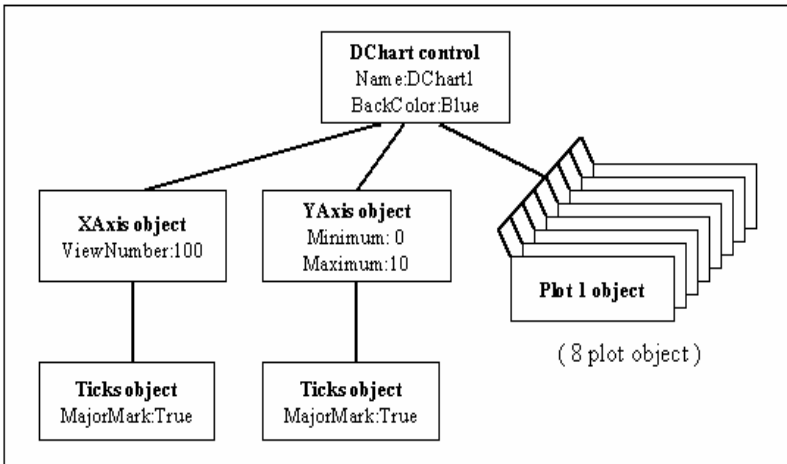 DChart control
Name:DChart1
BackColor:Blue
XAxis object
ViewNumber:100
YAxis object
Minimum: 0
Maximum:10
Plot 1 object
( 8 plot object )
Ticks object
MajorMark:True
Ticks object
MajorMark:True